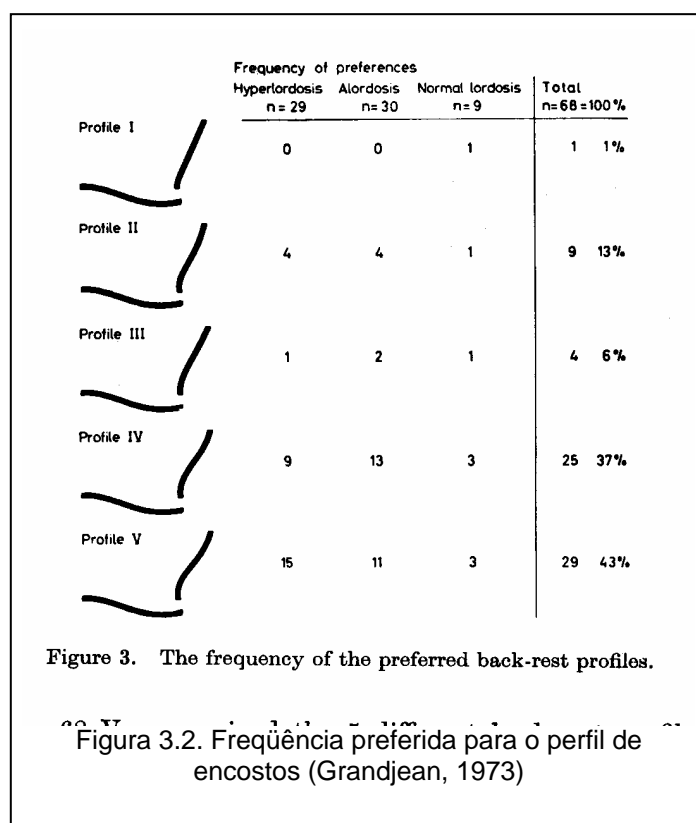 Frequency of preferences
Hyperlordosis Alordosis Normal lordosis Total
n = 29 n = 30 n = 9 n = 68 = 100 %
Profile I
0 0 1 1 1%
Profile II
4 4 1 9 13%
Profile III
1 2 1 4 6%
Profile IV
9 13 3 25 37%
Profile V
15 11 3 29 43%
Figure 3. The frequency of the preferred back-rest profiles.
Figura 3.2. Freqüência preferida para o perfil de
encostos (Grandjean, 1973)